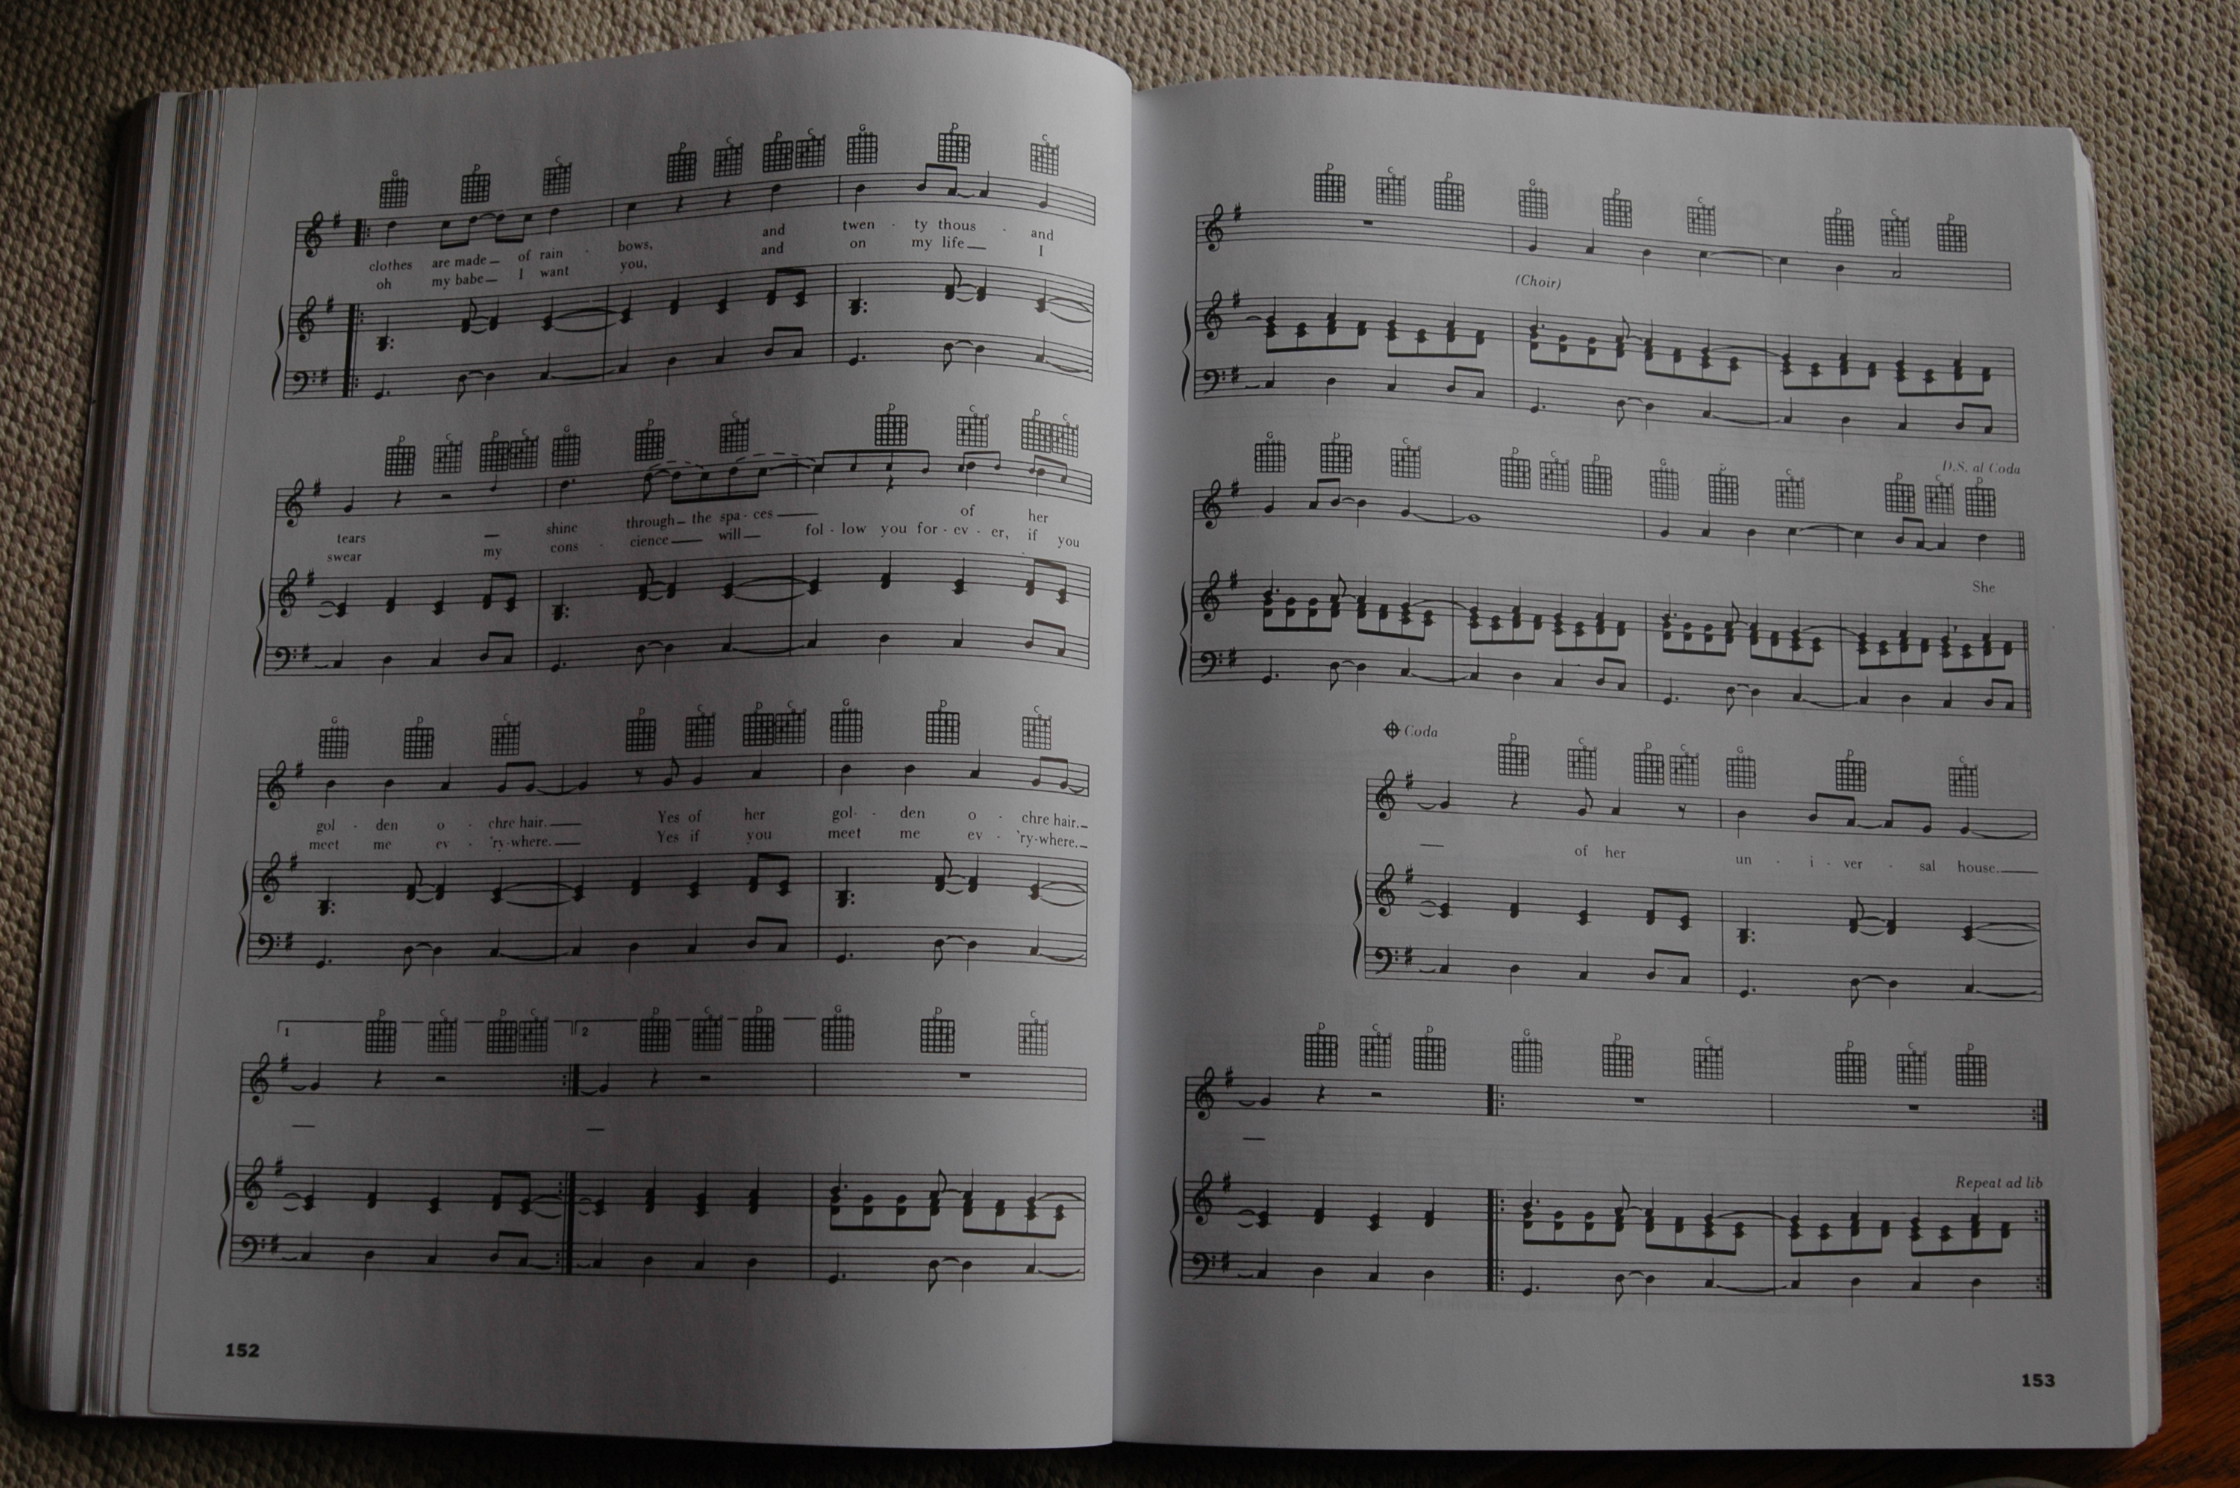 G D C D C D C G D C
and twen - ty thous - and
clothes are made of rain - bows, and on my life I
oh my babe I want you,
D C D C G D C D C D C
tears shine through the spa - ces of her
swear my cons - cience will fol - low you for - ev - er, if you
G D C D C D C G D C
gol - den o - chre hair. Yes of her gol - den o - chre hair.
meet me ev - 'ry - where. Yes if you meet me ev - 'ry - where.
1 D C D C 2 D C D G D C
152
D C D G D C D C D
(Choir)
G D C D C D G D C D C D
D.S. al Coda
She
Coda
D C D C G D C
of her un - i - ver - sal house.
D C D G D C D C D
Repeat ad lib
153